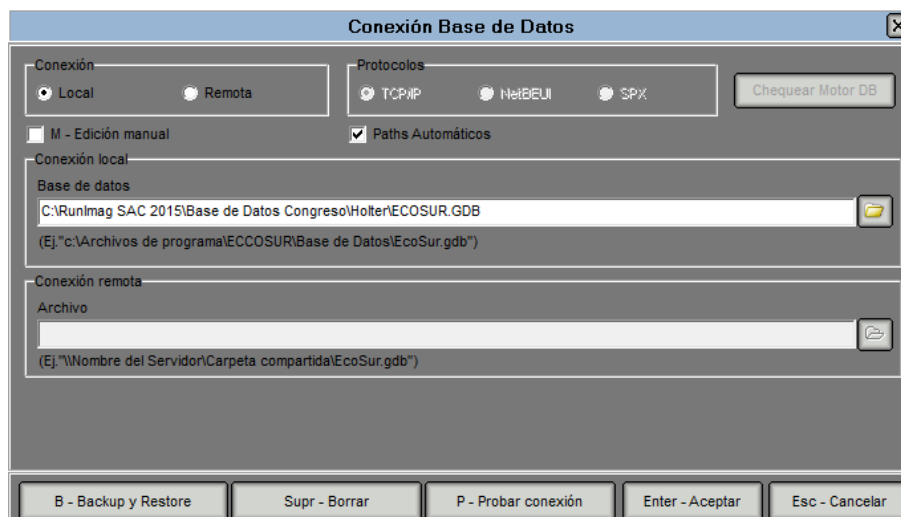 Conexión Base de Datos
Conexión
Protocolos
Local
Remota
TCP/IP
NetBEUI
SPX
Chequear Motor DB
M - Edición manual
Paths Automáticos
Conexión local
Base de datos
C:\RunImag SAC 2015\Base de Datos Congreso\Holter\ECOSUR.GDB
(Ej."c:\Archivos de programa\ECCOSUR\Base de Datos\EcoSur.gdb")
Conexión remota
Archivo
(Ej."\\Nombre del Servidor\Carpeta compartida\EcoSur.gdb")
B - Backup y Restore
Supr - Borrar
P - Probar conexión
Enter - Aceptar
Esc - Cancelar